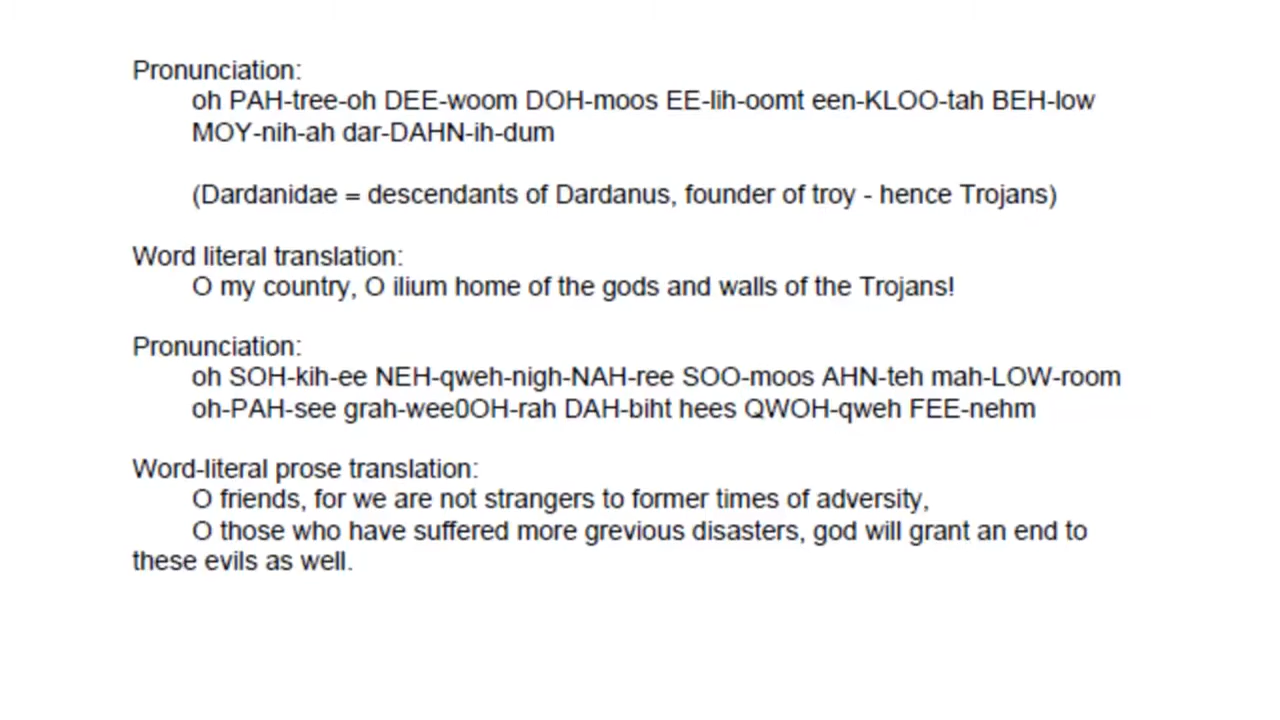 Pronunciation:
oh PAH-tree-oh DEE-woom DOH-moos EE-lih-oomt een-KLOO-tah BEH-low
MOY-nih-ah dar-DAHN-ih-dum
(Dardanidae = descendants of Dardanus, founder of troy - hence Trojans)
Word literal translation:
O my country, O ilium home of the gods and walls of the Trojans!
Pronunciation:
oh SOH-kih-ee NEH-qweh-nigh-NAH-ree SOO-moos AHN-teh mah-LOW-room
oh-PAH-see grah-wee0OH-rah DAH-biht hees QWOH-qweh FEE-nehm
Word-literal prose translation:
O friends, for we are not strangers to former times of adversity,
O those who have suffered more grevious disasters, god will grant an end to
these evils as well.